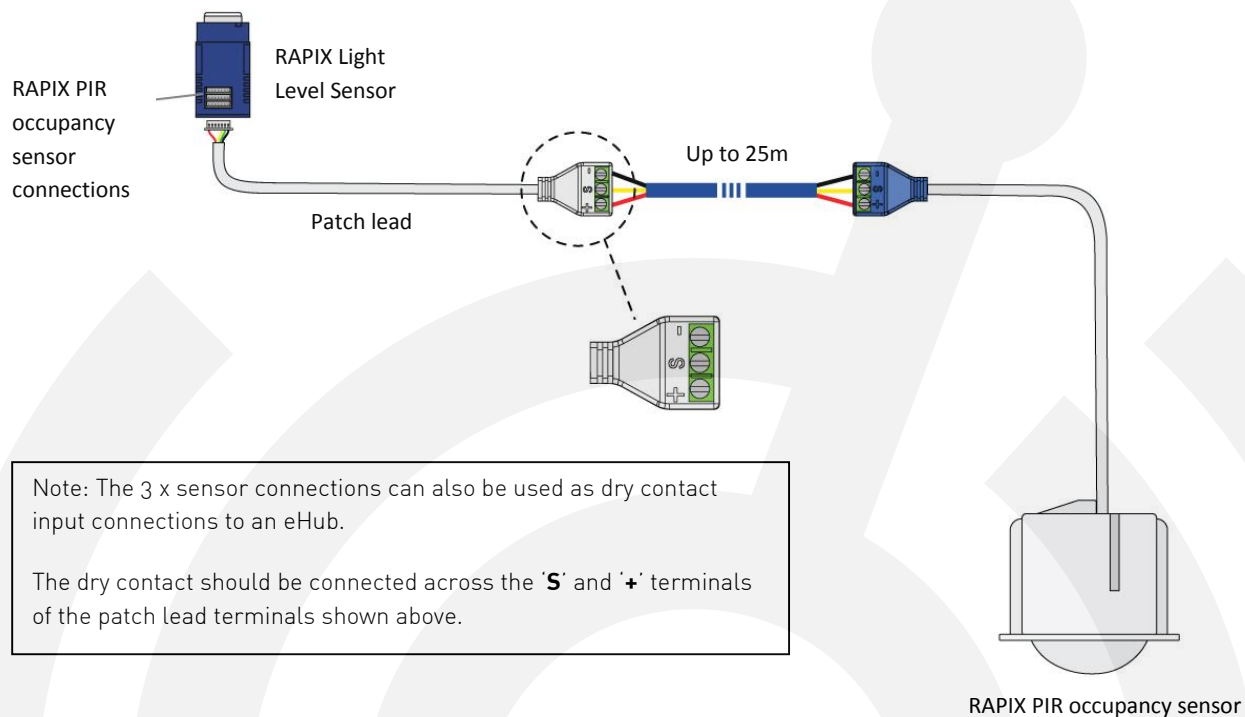 RAPIX Light
Level Sensor
RAPIX PIR
occupancy
sensor
connections
Up to 25m
- S +
- S +
Patch lead
- S +
Note: The 3 x sensor connections can also be used as dry contact
input connections to an eHub.
The dry contact should be connected across the ‘S’ and ‘+’ terminals
of the patch lead terminals shown above.
RAPIX PIR occupancy sensor